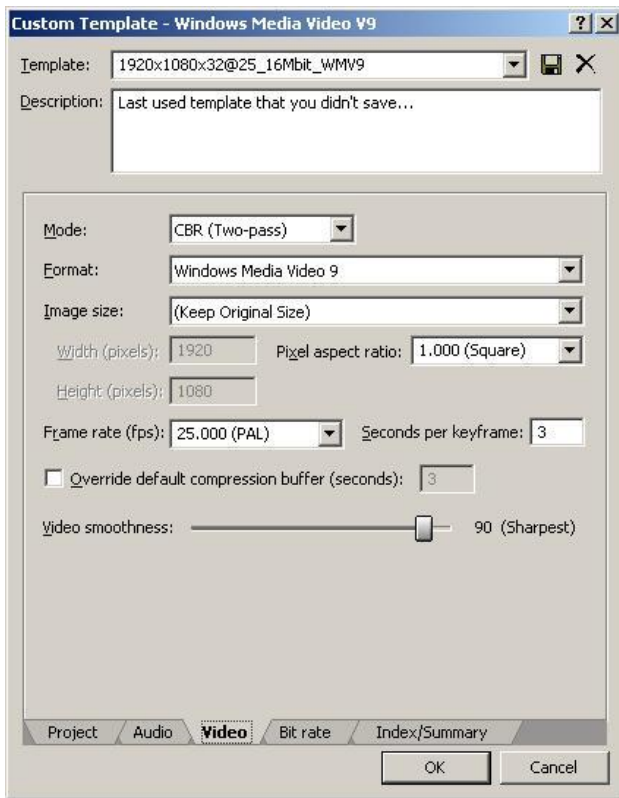 Custom Template - Windows Media Video V9
Template: 1920x1080x32@25_16Mbit_WMV9
Description: Last used template that you didn't save...
Mode: CBR (Two-pass)
Format: Windows Media Video 9
Image size: (Keep Original Size)
Width (pixels): 1920 Pixel aspect ratio: 1.000 (Square)
Height (pixels): 1080
Frame rate (fps): 25.000 (PAL) Seconds per keyframe: 3
Override default compression buffer (seconds): 3
Video smoothness: 90 (Sharpest)
Project Audio Video Bit rate Index/Summary
OK Cancel